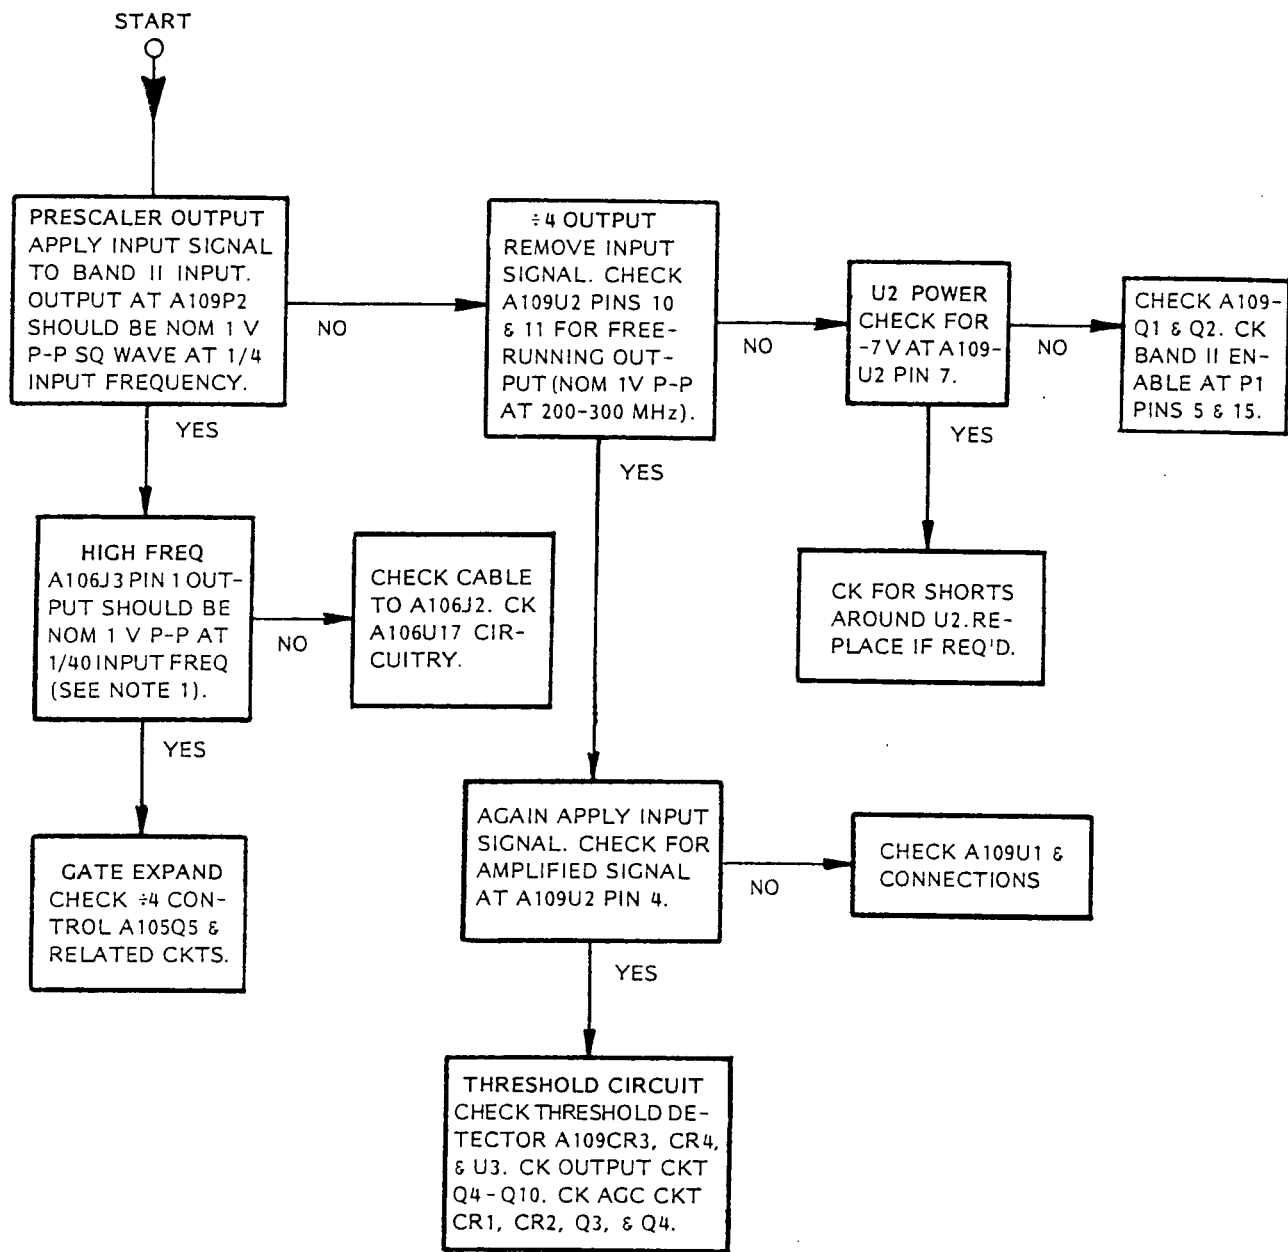 START
PRESCALER OUTPUT
APPLY INPUT SIGNAL
TO BAND II INPUT.
OUTPUT AT A109P2
SHOULD BE NOM 1 V
P-P SQ WAVE AT 1/4
INPUT FREQUENCY.
NO
YES
÷4 OUTPUT
REMOVE INPUT
SIGNAL. CHECK
A109U2 PINS 10
& 11 FOR FREE-
RUNNING OUT-
PUT (NOM 1V P-P
AT 200-300 MHz).
NO
YES
U2 POWER
CHECK FOR
-7V AT A109-
U2 PIN 7.
NO
YES
CHECK A109-
Q1 & Q2. CK
BAND II EN-
ABLE AT P1
PINS 5 & 15.
HIGH FREQ
A106J3 PIN 1 OUT-
PUT SHOULD BE
NOM 1 V P-P AT
1/40 INPUT FREQ
(SEE NOTE 1).
NO
YES
CHECK CABLE
TO A106J2. CK
A106U17 CIR-
CUITRY.
CK FOR SHORTS
AROUND U2. RE-
PLACE IF REQ'D.
GATE EXPAND
CHECK ÷4 CON-
TROL A105Q5 &
RELATED CKTS.
AGAIN APPLY INPUT
SIGNAL. CHECK FOR
AMPLIFIED SIGNAL
AT A109U2 PIN 4.
NO
YES
CHECK A109U1 &
CONNECTIONS
THRESHOLD CIRCUIT
CHECK THRESHOLD DE-
TECTOR A109CR3, CR4,
& U3. CK OUTPUT CKT
Q4-Q10. CK AGC CKT
CR1, CR2, Q3, & Q4.